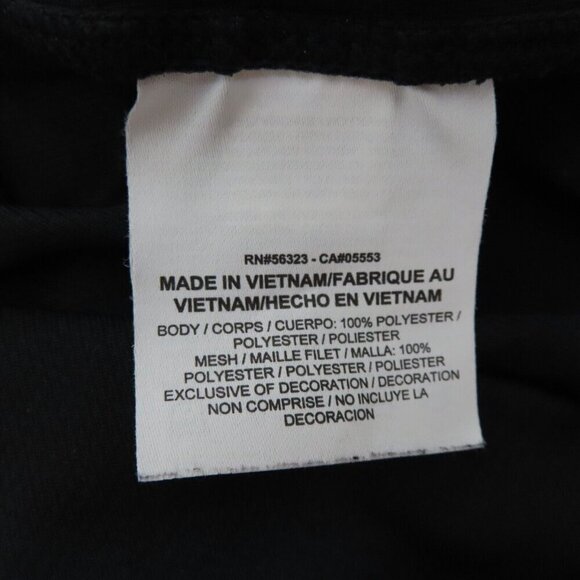 RN#56323 - CA#05553
MADE IN VIETNAM/FABRIQUE AU
VIETNAM/HECHO EN VIETNAM
BODY / CORPS / CUERPO: 100% POLYESTER /
POLYESTER / POLIESTER
MESH / MAILLE FILET / MALLA: 100%
POLYESTER / POLYESTER / POLIESTER
EXCLUSIVE OF DECORATION / DECORATION
NON COMPRISE / NO INCLUYE LA
DECORACION